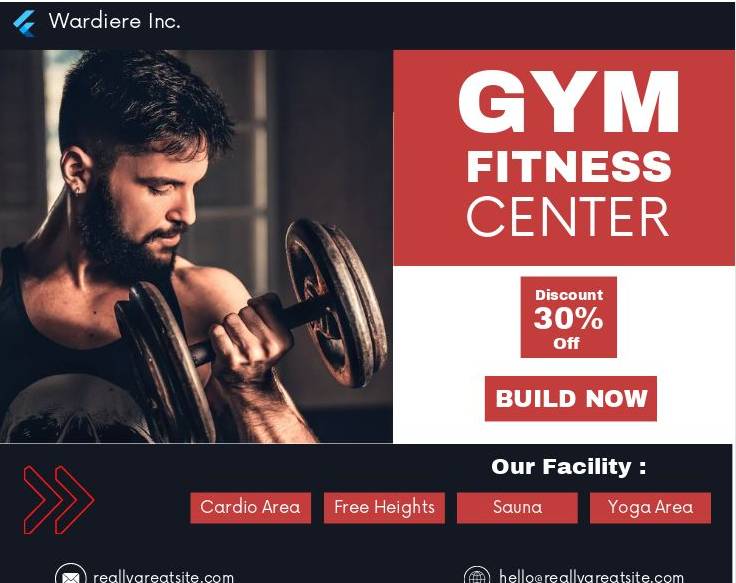 Wardiere Inc.
GYM
FITNESS
CENTER
Discount
30%
Off
BUILD NOW
Our Facility :
Cardio Area
Free Heights
Sauna
Yoga Area
reallygreatsite.com
hello@reallygreatsite.com